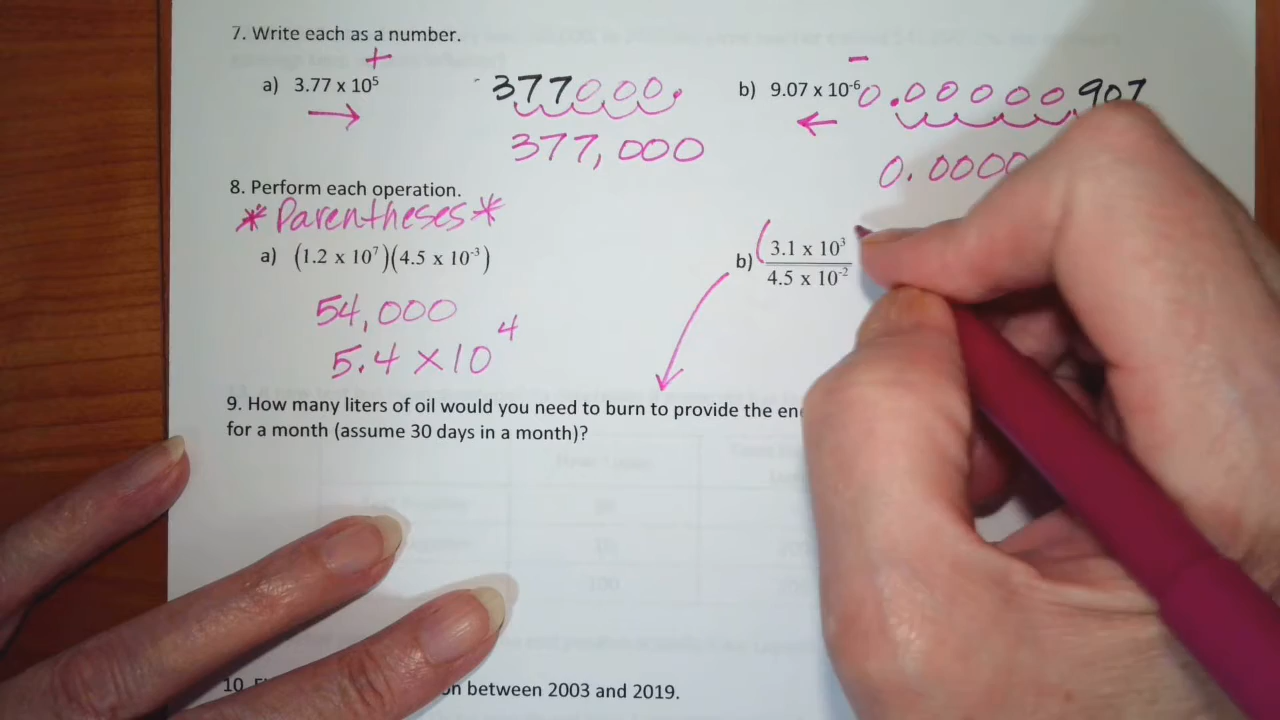 7. Write each as a number.
+
a) 3.77 x 10⁵ 377000.
377,000
−
b) 9.07 x 10⁻⁶ 0.00000.907
0.0000
8. Perform each operation.
*Parentheses*
a) (1.2 x 10⁷)(4.5 x 10⁻³)
54,000
5.4 x 10⁴
b) (3.1 x 10³
4.5 x 10⁻²
9. How many liters of oil would you need to burn to provide the
for a month (assume 30 days in a month)?
10. between 2003 and 2019.